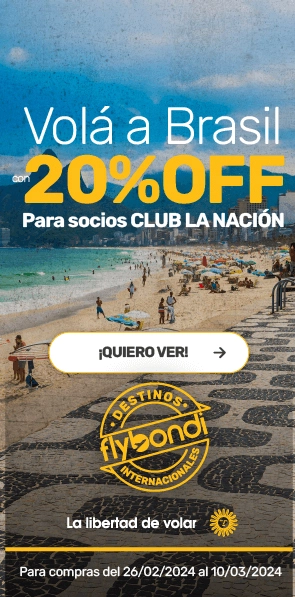 Volá a Brasil
con 20%OFF
Para socios CLUB LA NACIÓN
¡QUIERO VER!
DESTINOS
flybondi
INTERNACIONALES
La libertad de volar
Para compras del 26/02/2024 al 10/03/2024